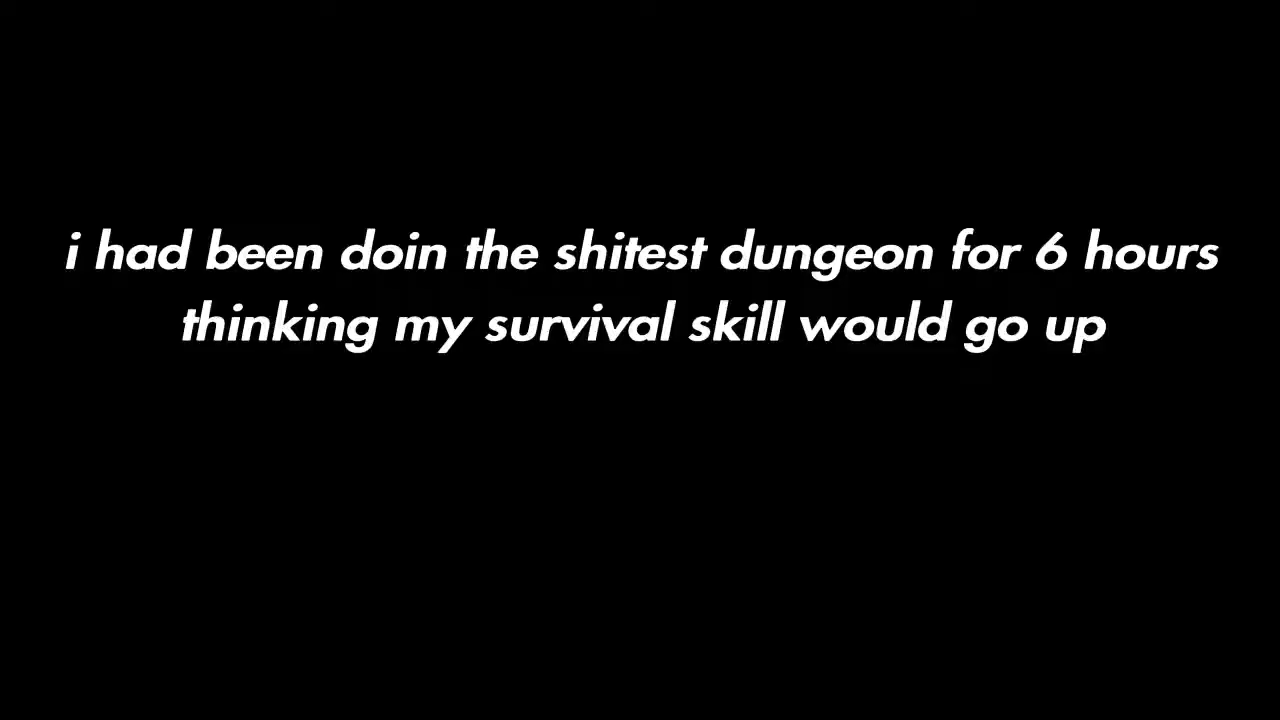 i had been doin the shitest dungeon for 6 hours
thinking my survival skill would go up